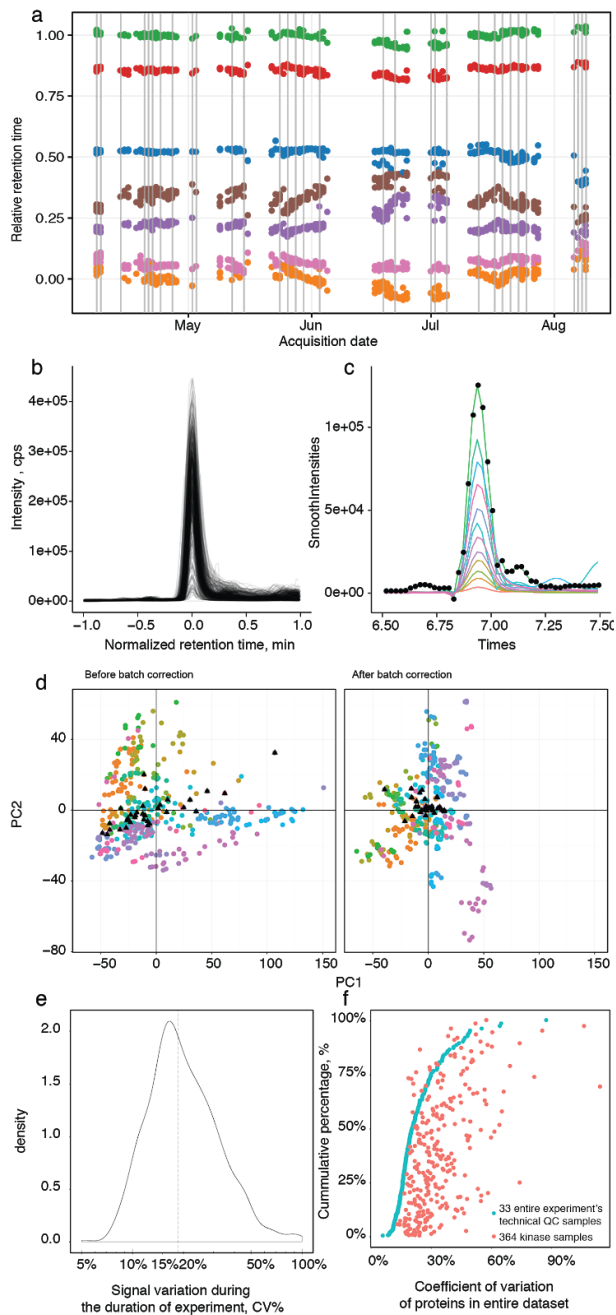 a
1.00
0.75
0.50
0.25
0.00
Relative retention time
May
Jun
Jul
Aug
Acquisition date
b
4e+05
3e+05
2e+05
1e+05
0e+00
Intensity , cps
−1.0
−0.5
0.0
0.5
1.0
Normalized retention time, min
c
1e+05
5e+04
0e+00
SmoothIntensities
6.50
6.75
7.00
7.25
7.50
Times
d
Before batch correction
After batch correction
40
0
−40
−80
PC2
−50
0
50
100
150
−50
0
50
100
150
PC1
e
2.0
1.5
1.0
0.5
0.0
density
5%
10%
15%
20%
50%
100%
Signal variation during
the duration of experiment, CV%
f
100%
75%
50%
25%
0%
Cummulative percentage, %
33 entire experiment's
technical QC samples
364 kinase samples
0%
30%
60%
90%
Coefficient of variation
of proteins in entire dataset